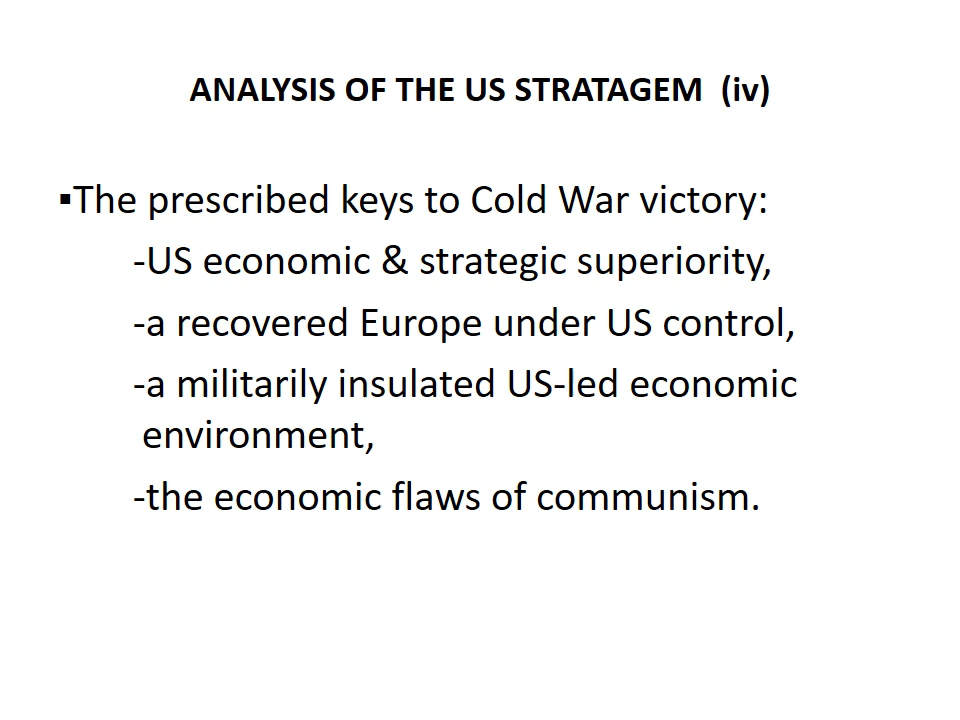 ANALYSIS OF THE US STRATAGEM (iv)
▪The prescribed keys to Cold War victory:
-US economic & strategic superiority,
-a recovered Europe under US control,
-a militarily insulated US-led economic
environment,
-the economic flaws of communism.